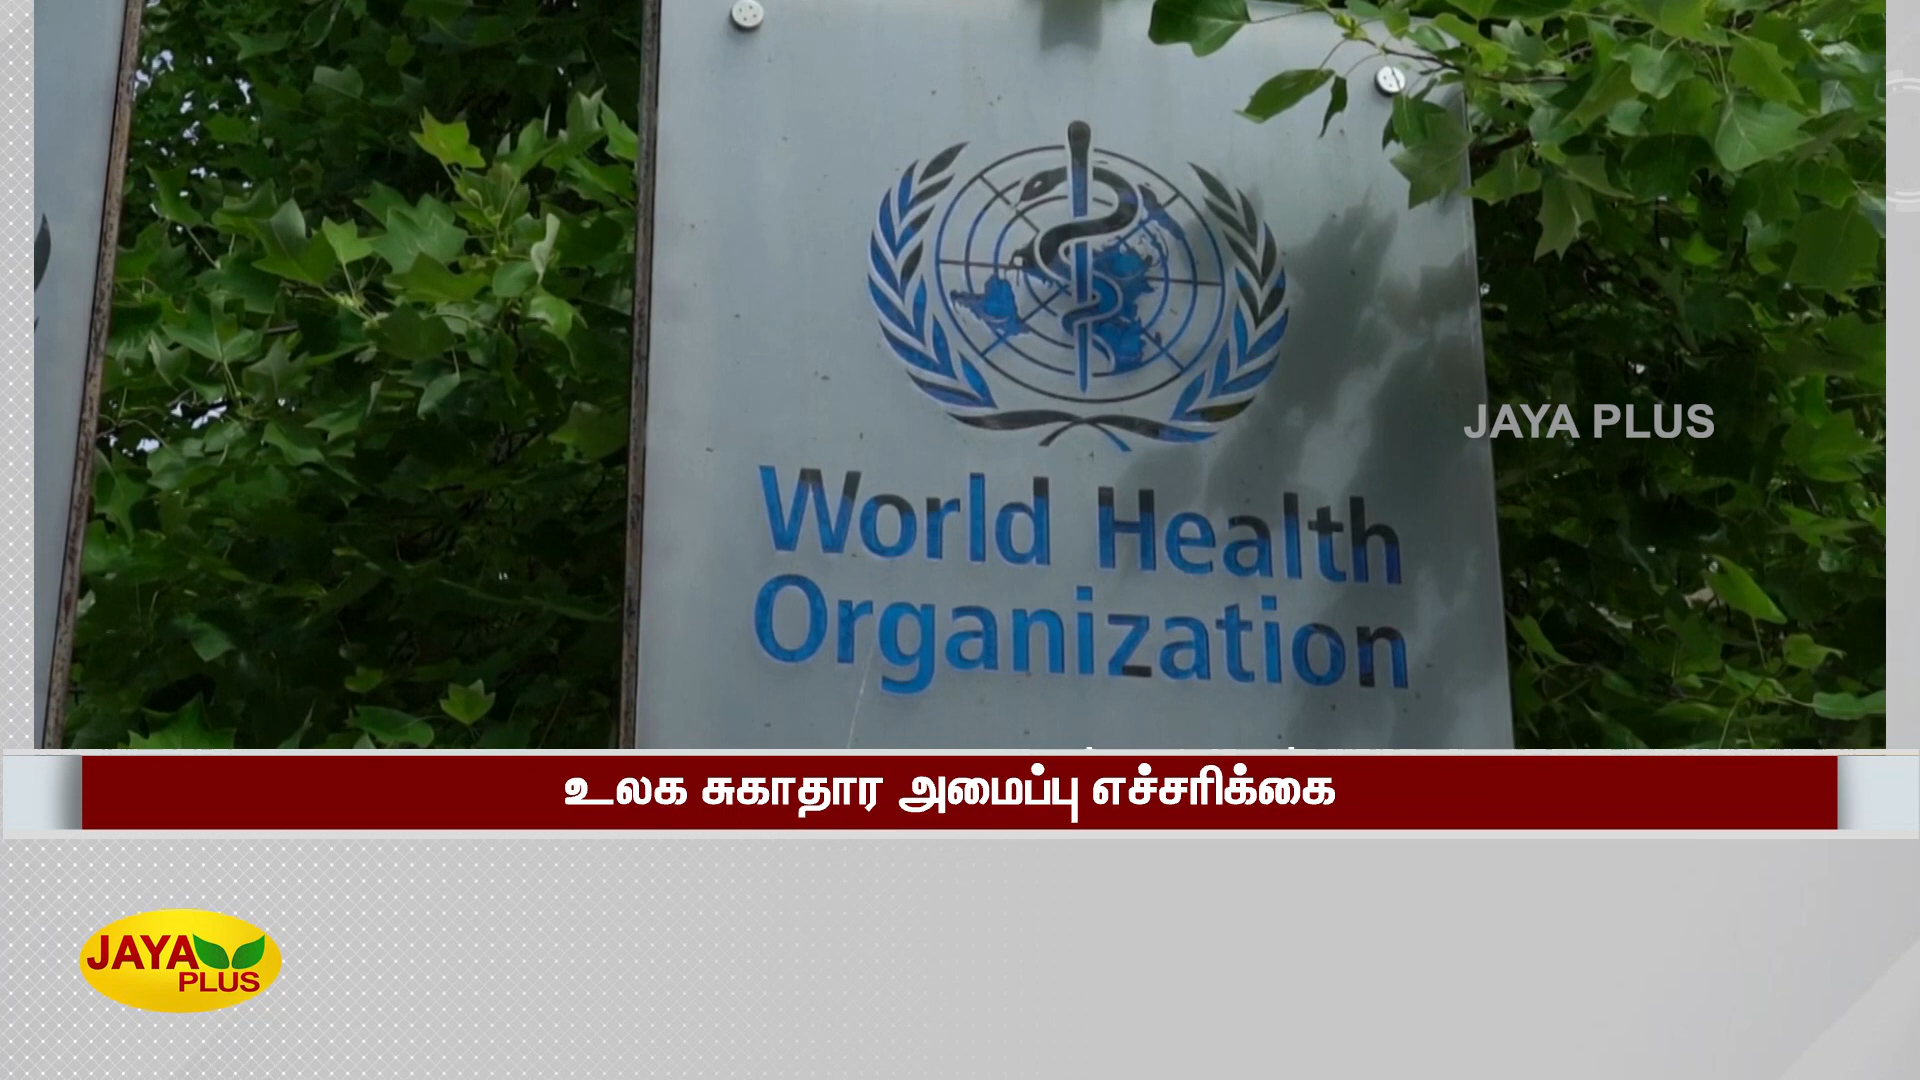 JAYA PLUS
World Health
Organization
உலக சுகாதார அமைப்பு எச்சரிக்கை
JAYA
PLUS